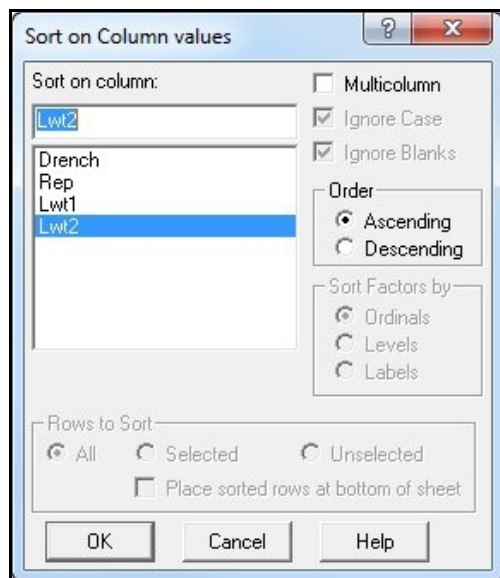 Sort on Column values
Sort on column:
Lwt2
Drench
Rep
Lwt1
Lwt2
Multicolumn
Ignore Case
Ignore Blanks
Order
Ascending
Descending
Sort Factors by
Ordinals
Levels
Labels
Rows to Sort
All Selected Unselected
Place sorted rows at bottom of sheet
OK Cancel Help